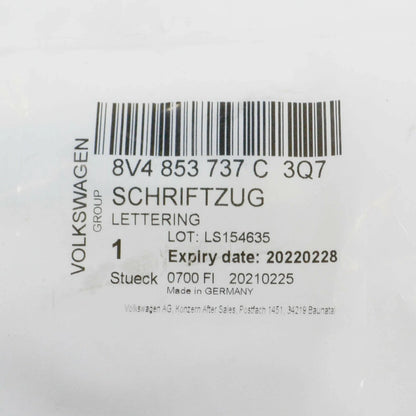 VOLKSWAGEN
GROUP
8V4 853 737 C 3Q7
SCHRIFTZUG
LETTERING
LOT: LS154635
1 Expiry date: 20220228
Stueck 0700 FI 20210225
Made in GERMANY
Volkswagen AG, Konzern After Sales, Postfach 1451, 34219 Baunatal